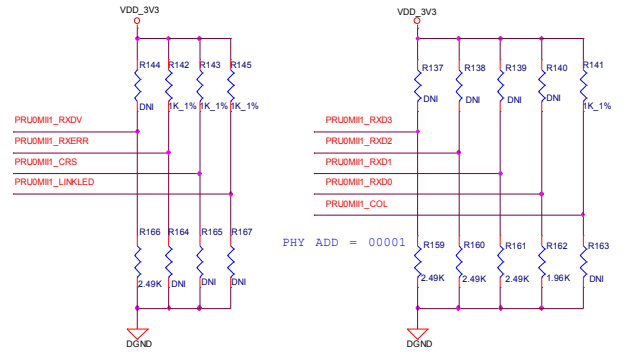 VDD_3V3
VDD_3V3
R144 R142 R143 R145
DNI 1K_1% 1K_1% 1K_1%
R137 R138 R139 R140 R141
DNI DNI DNI DNI 1K_1%
PRU0MII1_RXDV
PRU0MII1_RXERR
PRU0MII1_CRS
PRU0MII1_LINKLED
PRU0MII1_RXD3
PRU0MII1_RXD2
PRU0MII1_RXD1
PRU0MII1_RXD0
PRU0MII1_COL
R166 R164 R165 R167
2.49K DNI DNI DNI
PHY ADD = 00001
R159 R160 R161 R162 R163
2.49K 2.49K 2.49K 1.96K DNI
DGND
DGND